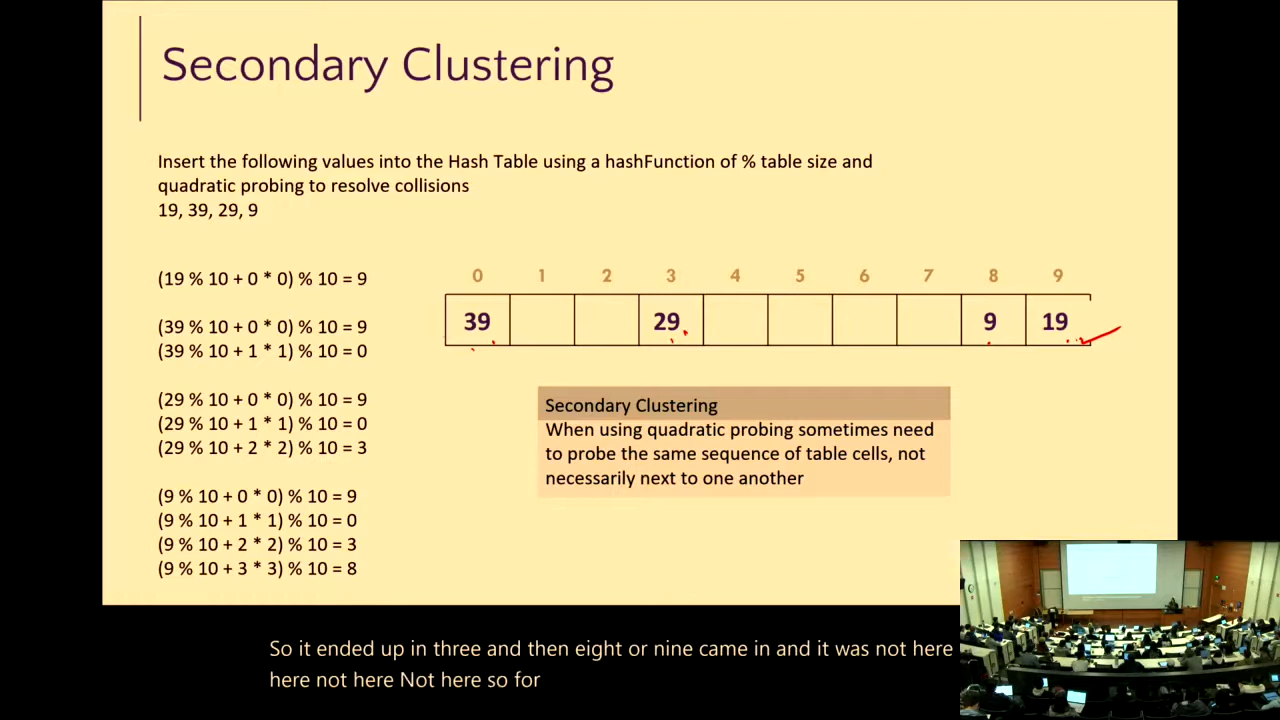 Secondary Clustering
Insert the following values into the Hash Table using a hashFunction of % table size and
quadratic probing to resolve collisions
19, 39, 29, 9
(19 % 10 + 0 * 0) % 10 = 9
(39 % 10 + 0 * 0) % 10 = 9
(39 % 10 + 1 * 1) % 10 = 0
(29 % 10 + 0 * 0) % 10 = 9
(29 % 10 + 1 * 1) % 10 = 0
(29 % 10 + 2 * 2) % 10 = 3
(9 % 10 + 0 * 0) % 10 = 9
(9 % 10 + 1 * 1) % 10 = 0
(9 % 10 + 2 * 2) % 10 = 3
(9 % 10 + 3 * 3) % 10 = 8
0 1 2 3 4 5 6 7 8 9
39 29 9 19
Secondary Clustering
When using quadratic probing sometimes need
to probe the same sequence of table cells, not
necessarily next to one another
So it ended up in three and then eight or nine came in and it was not here
here not here Not here so for